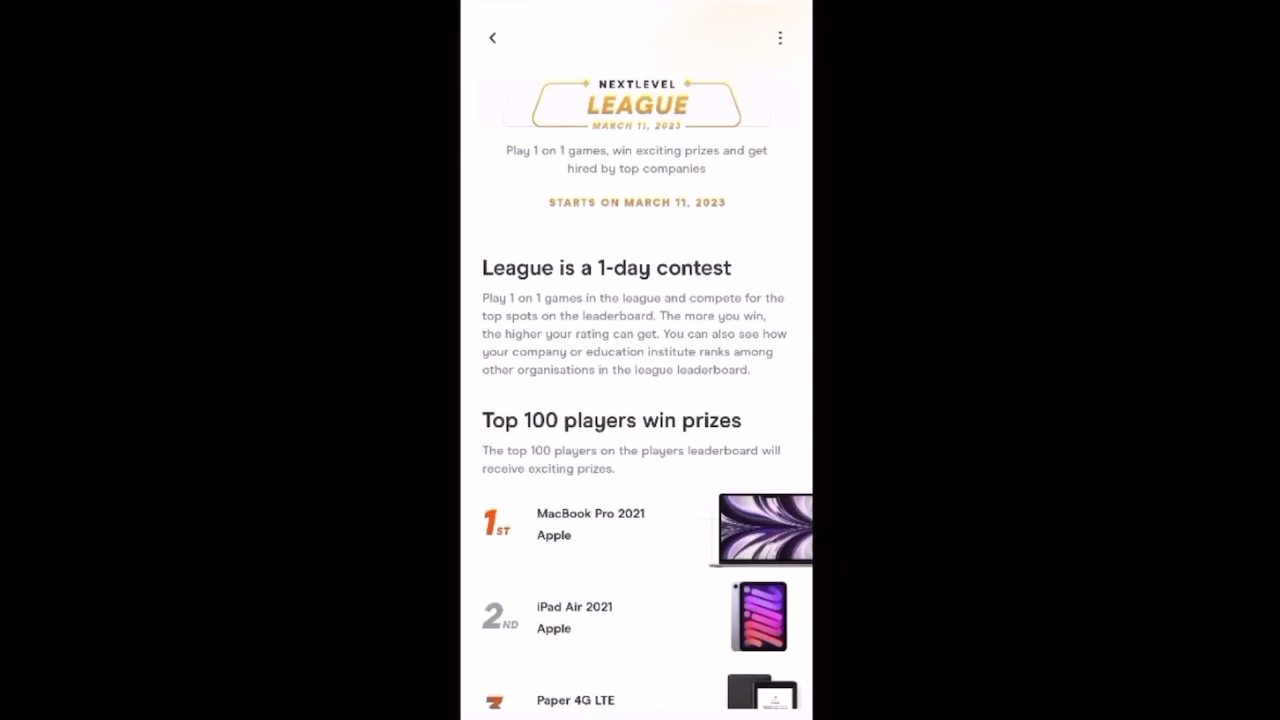 NEXTLEVEL
LEAGUE
MARCH 11, 2023
Play 1 on 1 games, win exciting prizes and get
hired by top companies
STARTS ON MARCH 11, 2023
League is a 1-day contest
Play 1 on 1 games in the league and compete for the
top spots on the leaderboard. The more you win,
the higher your rating can get. You can also see how
your company or education institute ranks among
other organisations in the league leaderboard.
Top 100 players win prizes
The top 100 players on the players leaderboard will
receive exciting prizes.
1ST
MacBook Pro 2021
Apple
2ND
iPad Air 2021
Apple
3
Paper 4G LTE